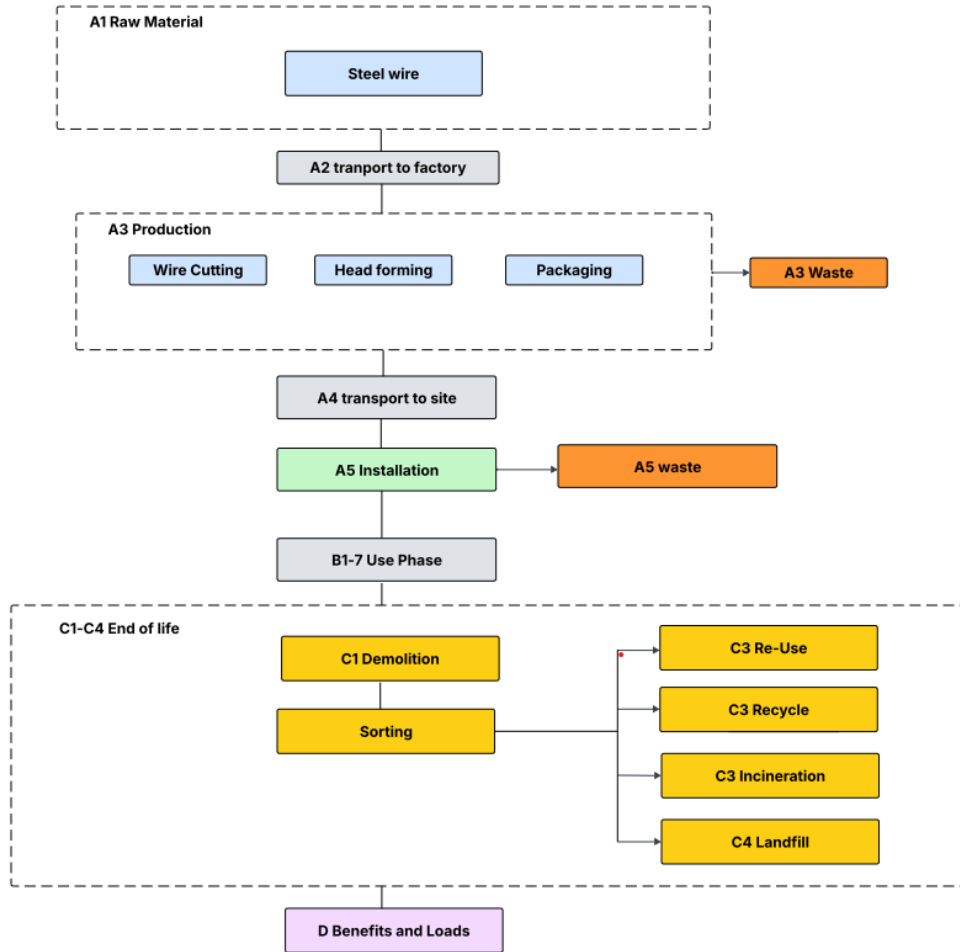 A1 Raw Material
Steel wire
A2 tranport to factory
A3 Production
Wire Cutting
Head forming
Packaging
A3 Waste
A4 transport to site
A5 Installation
A5 waste
B1-7 Use Phase
C1-C4 End of life
C1 Demolition
C3 Re-Use
C3 Recycle
Sorting
C3 Incineration
C4 Landfill
D Benefits and Loads